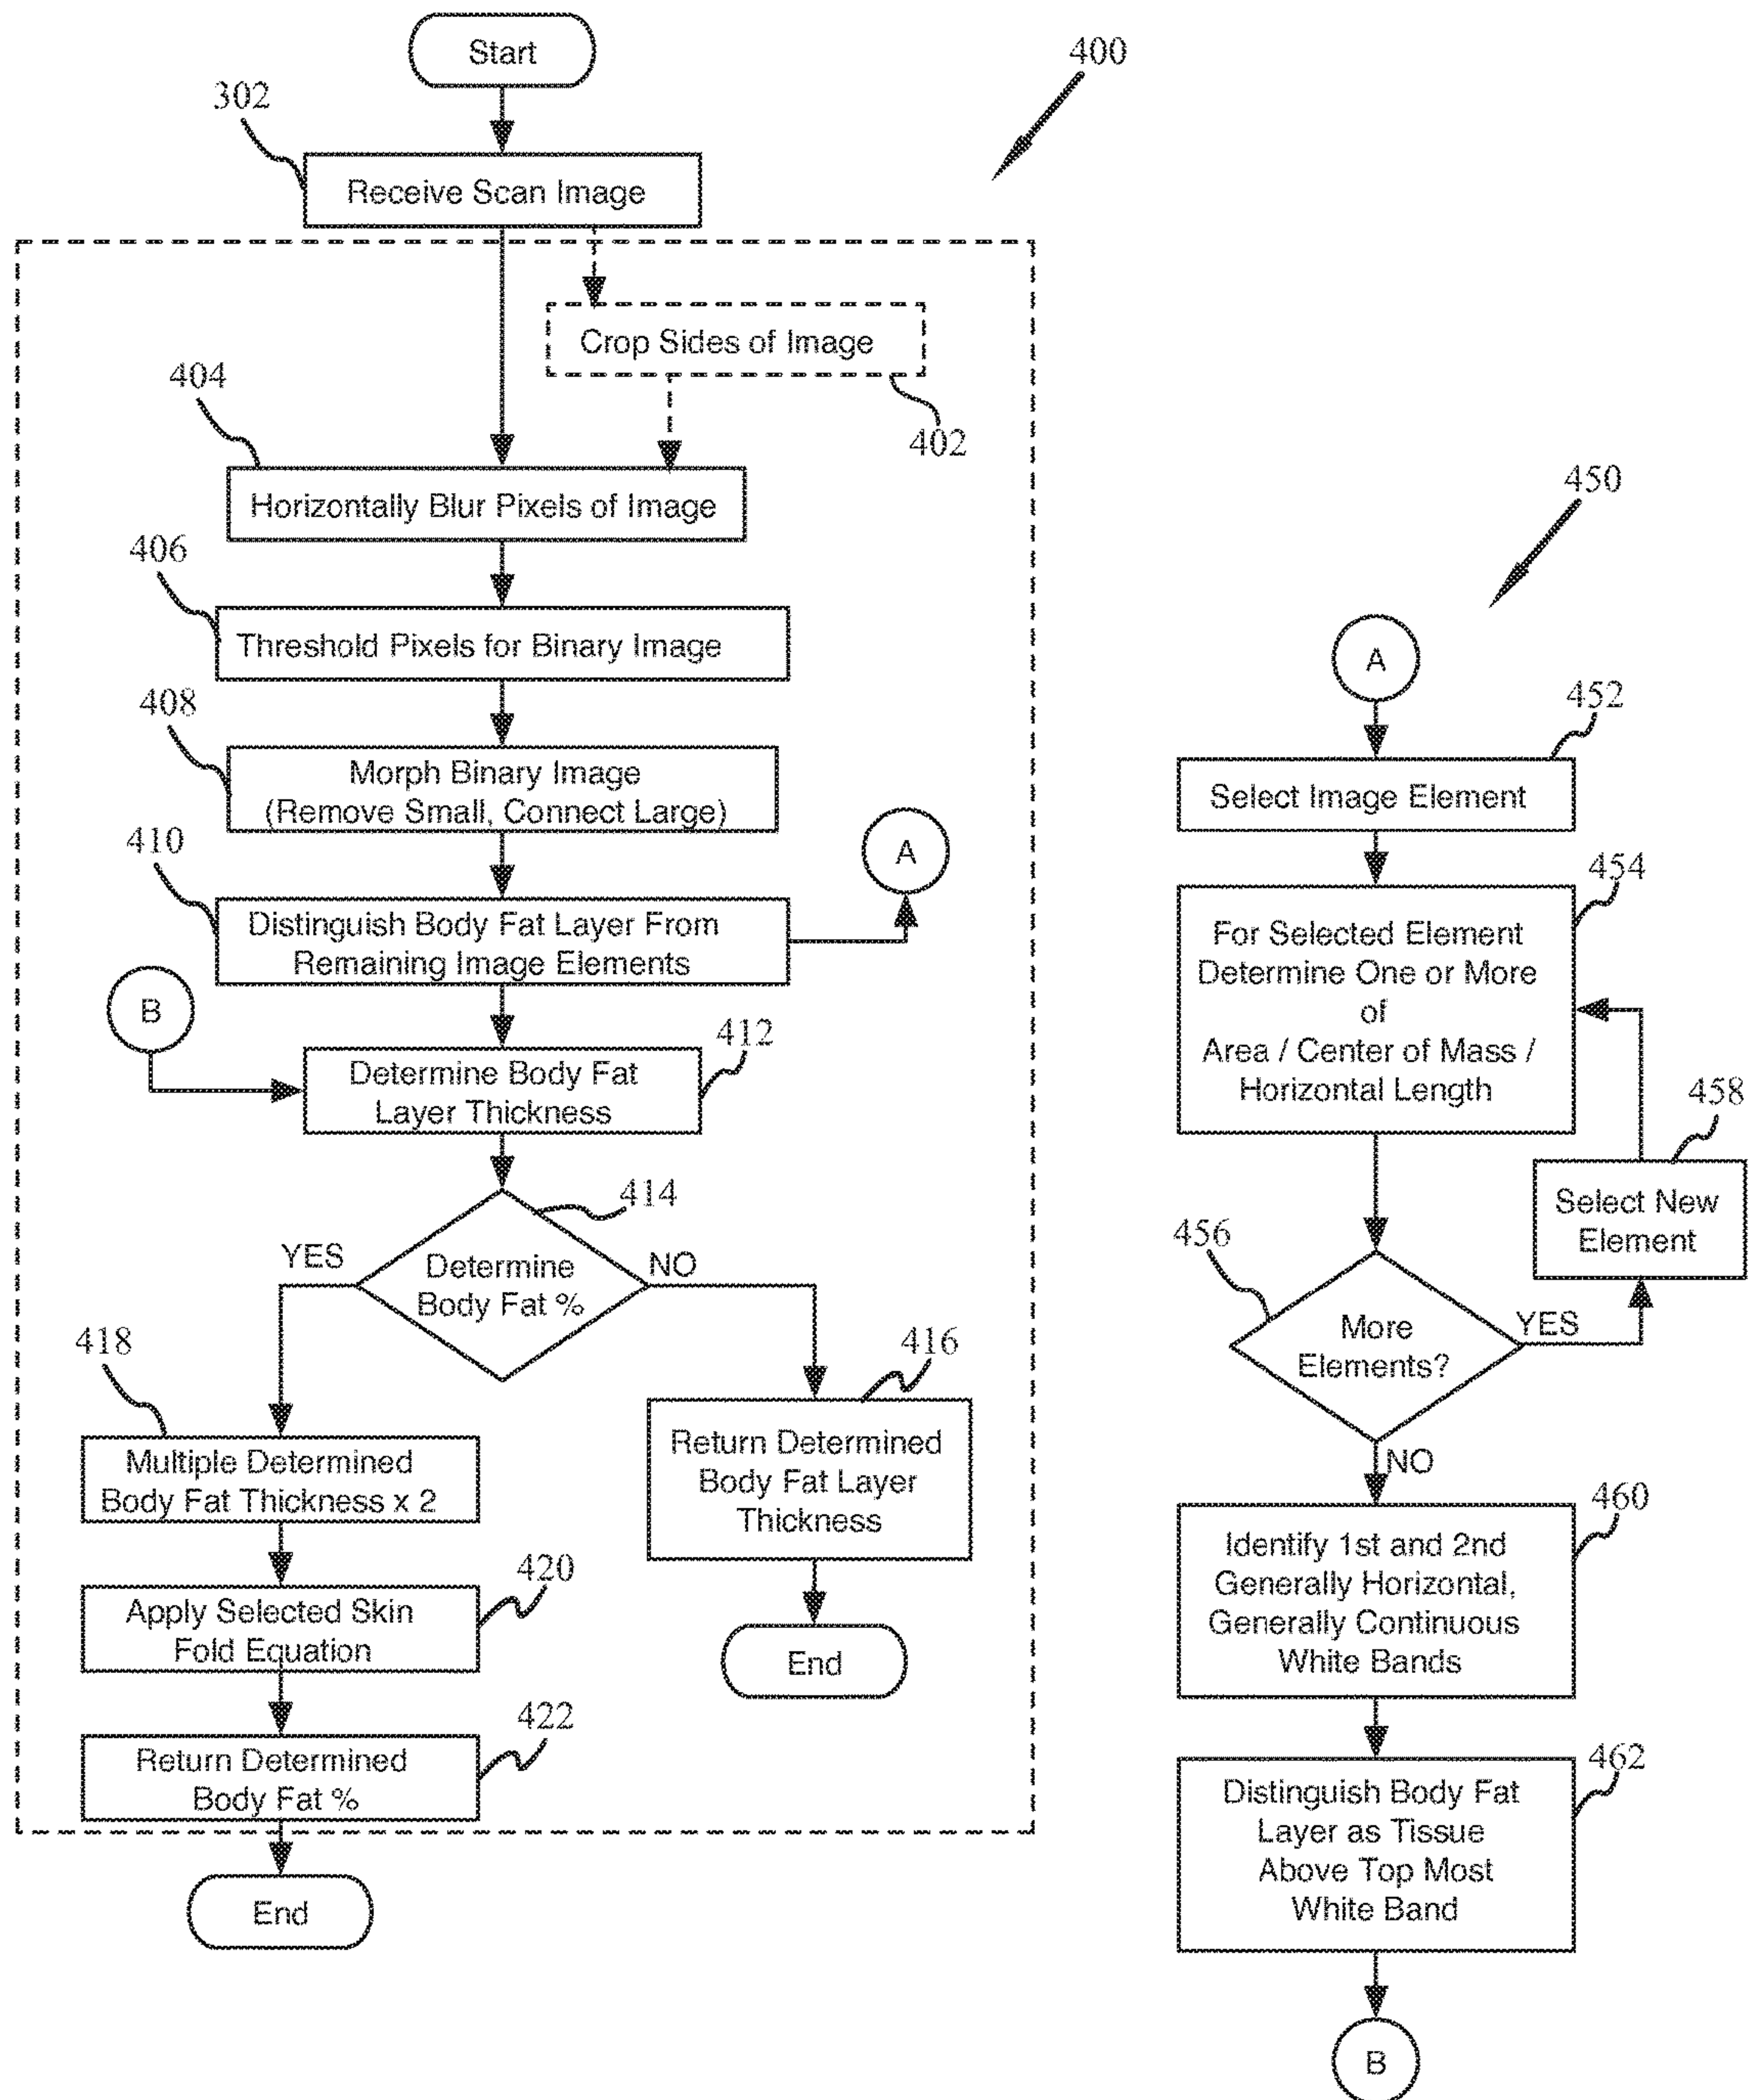 Start
400
302
Receive Scan Image
Crop Sides of Image
402
404
Horizontally Blur Pixels of Image
406
Threshold Pixels for Binary Image
408
Morph Binary Image
(Remove Small, Connect Large)
410
A
Distinguish Body Fat Layer From
Remaining Image Elements
B
412
Determine Body Fat
Layer Thickness
414
YES
Determine
Body Fat %
NO
418
416
Multiple Determined
Body Fat Thickness x 2
Return Determined
Body Fat Layer
Thickness
420
Apply Selected Skin
Fold Equation
End
422
Return Determined
Body Fat %
End
450
A
452
Select Image Element
454
For Selected Element
Determine One or More
of
Area / Center of Mass /
Horizontal Length
458
Select New
Element
456
More
Elements?
YES
NO
460
Identify 1st and 2nd
Generally Horizontal,
Generally Continuous
White Bands
462
Distinguish Body Fat
Layer as Tissue
Above Top Most
White Band
B